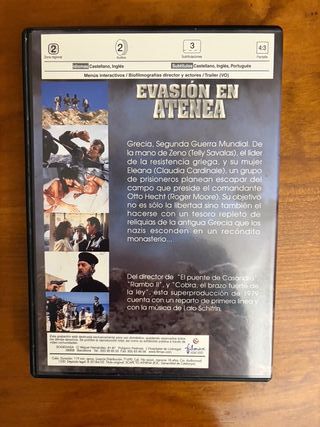 2
2
3
4:3
Zona regional
Audios
Subtitulaciones
Pantalla
Idiomas Castellano, Inglés
Subtítulos Castellano, Inglés, Portugués
Menús Interactivos / Biofilmografías director y actores / Trailer (VO)
EVASIÓN EN
ATENEA
Grecia, Segunda Guerra Mundial. De
la mano de Zeno (Telly Savalas), el líder
de la resistencia griega, y su mujer
Eleana (Claudia Cardinale), un grupo
de prisioneros planean escapar del
campo que preside el comandante
Otto Hecht (Roger Moore). Su objetivo
no es sólo la libertad sino también el
hacerse con un tesoro repleto de
reliquias de la antigua Grecia que los
nazis esconden en un recóndito
monasterio...
Del director de "El puente de Casandra",
"Rambo II", y "Cobra, el brazo fuerte de
la ley", esta superproducción de 1979
cuenta con un reparto de primera línea y
con la música de Lalo Schifrin.
filmax